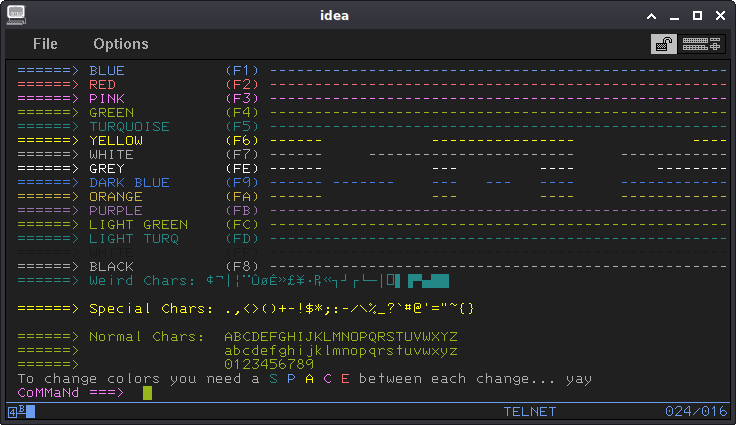 idea
File Options
======> BLUE (F1) ----------------------------------------------------
======> RED (F2) ----------------------------------------------------
======> PINK (F3) ----------------------------------------------------
======> GREEN (F4) ----------------------------------------------------
======> TURQUOISE (F5) ----------------------------------------------------
======> YELLOW (F6) ------ ---------------- ----
======> WHITE (F7) ------ ---------------------- ------------
======> GREY (FE) ------ --- ---- --------
======> DARK BLUE (F9) ------ ------- --- --- --- ------------
======> ORANGE (FA) ------ --- ---- ------------
======> PURPLE (FB) ----------------------------------------------------
======> LIGHT GREEN (FC) ----------------------------------------------------
======> LIGHT TURQ (FD) ----------------------------------------------------
======> BLACK (F8) ----------------------------------------------------
======> Weird Chars:
======> Special Chars: .,<>()+-!$*;:-/\%_?`#@'="~{}
======> Normal Chars: ABCDEFGHIJKLMNOPQRSTUVWXYZ
======> abcdefghijklmnopqrstuvwxyz
======> 0123456789
To change colors you need a S P A C E between each change... yay
CoMMaNd ===>
4 B TELNET 024/016